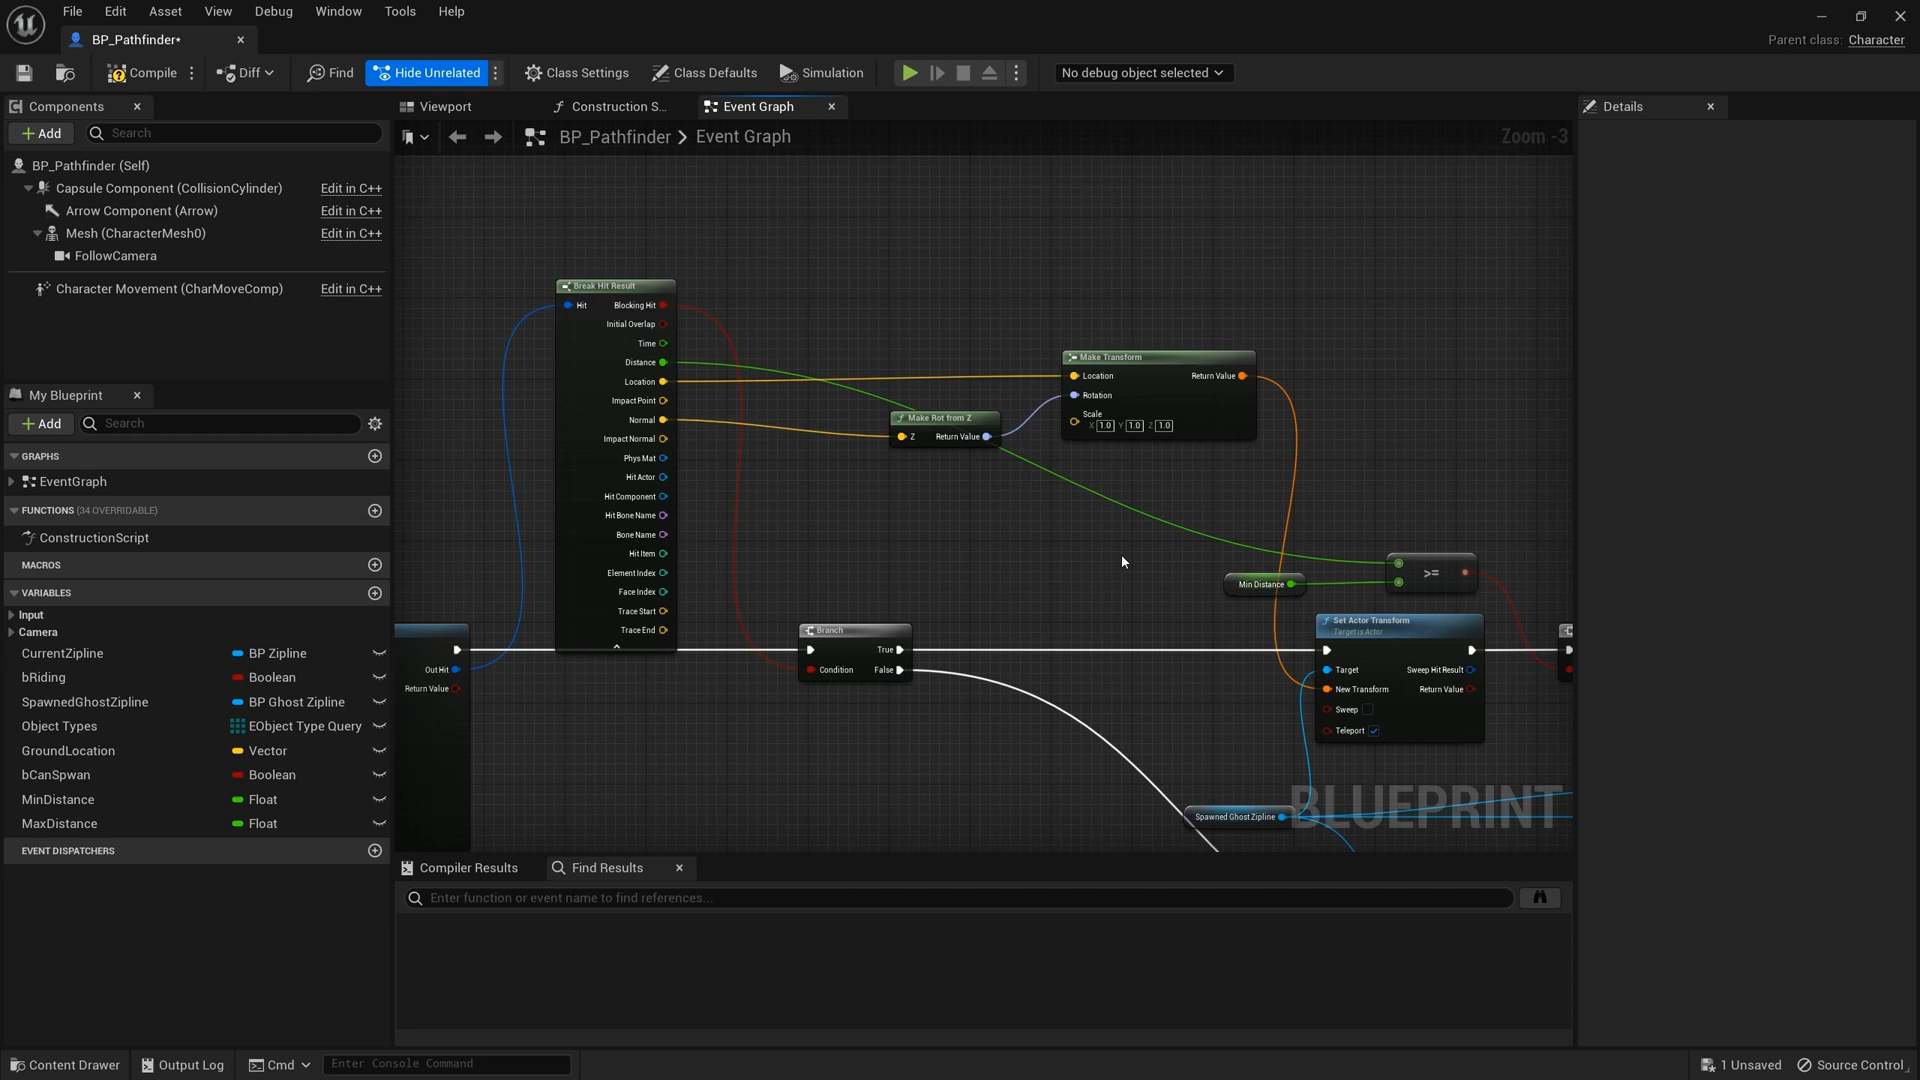 File Edit Asset View Debug Window Tools Help
BP_Pathfinder*
Parent class: Character
Compile Diff Find Hide Unrelated Class Settings Class Defaults Simulation No debug object selected
Components
Viewport Construction S... Event Graph
Details
Add Search
BP_Pathfinder > Event Graph
Zoom -3
BP_Pathfinder (Self)
Capsule Component (CollisionCylinder) Edit in C++
Arrow Component (Arrow) Edit in C++
Mesh (CharacterMesh0) Edit in C++
FollowCamera
Character Movement (CharMoveComp) Edit in C++
My Blueprint
Add Search
GRAPHS
EventGraph
FUNCTIONS (34 OVERRIDABLE)
ConstructionScript
MACROS
VARIABLES
Input
Camera
CurrentZipline BP Zipline
bRiding Boolean
SpawnedGhostZipline BP Ghost Zipline
Object Types EObject Type Query
GroundLocation Vector
bCanSpwan Boolean
MinDistance Float
MaxDistance Float
EVENT DISPATCHERS
Out Hit
Return Value
Break Hit Result
Hit Blocking Hit
Initial Overlap
Time
Distance
Location
Impact Point
Normal
Impact Normal
Phys Mat
Hit Actor
Hit Component
Hit Bone Name
Bone Name
Hit Item
Element Index
Face Index
Trace Start
Trace End
Make Rot from Z
Z Return Value
Make Transform
Location Return Value
Rotation
Scale
X 1.0 Y 1.0 Z 1.0
Branch
True
Condition False
Min Distance
>=
Set Actor Transform
Target is Actor
Target Sweep Hit Result
New Transform Return Value
Sweep
Teleport
Spawned Ghost Zipline
BLUEPRINT
Compiler Results Find Results
Enter function or event name to find references...
Content Drawer Output Log Cmd Enter Console Command 1 Unsaved Source Control